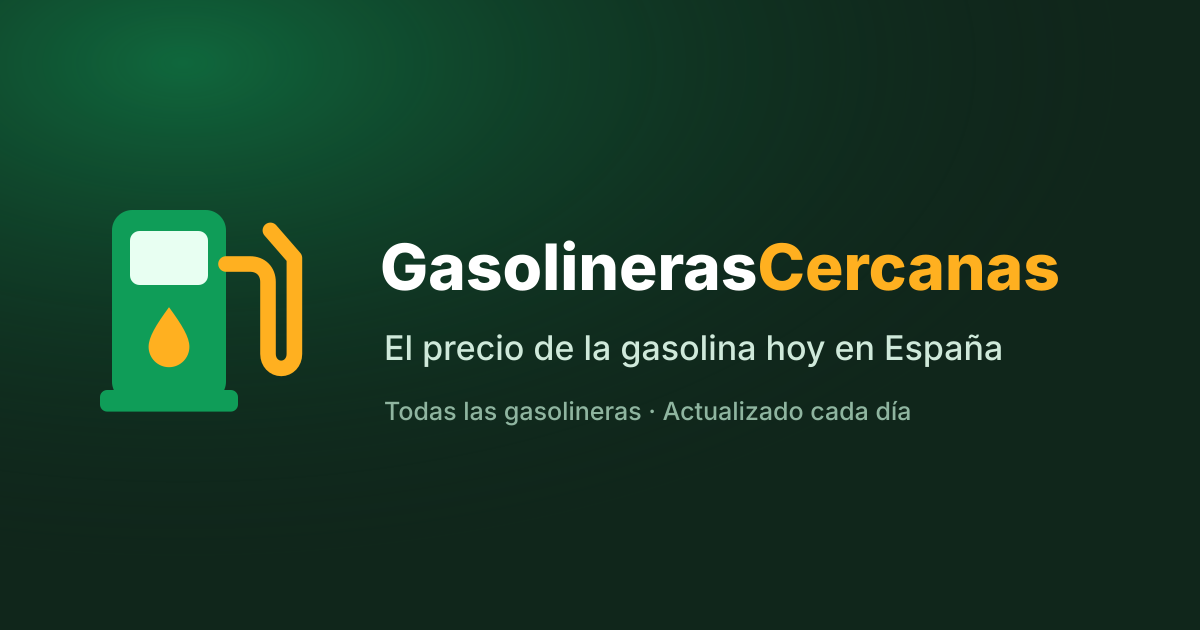 GasolinerasCercanas
El precio de la gasolina hoy en España
Todas las gasolineras · Actualizado cada día